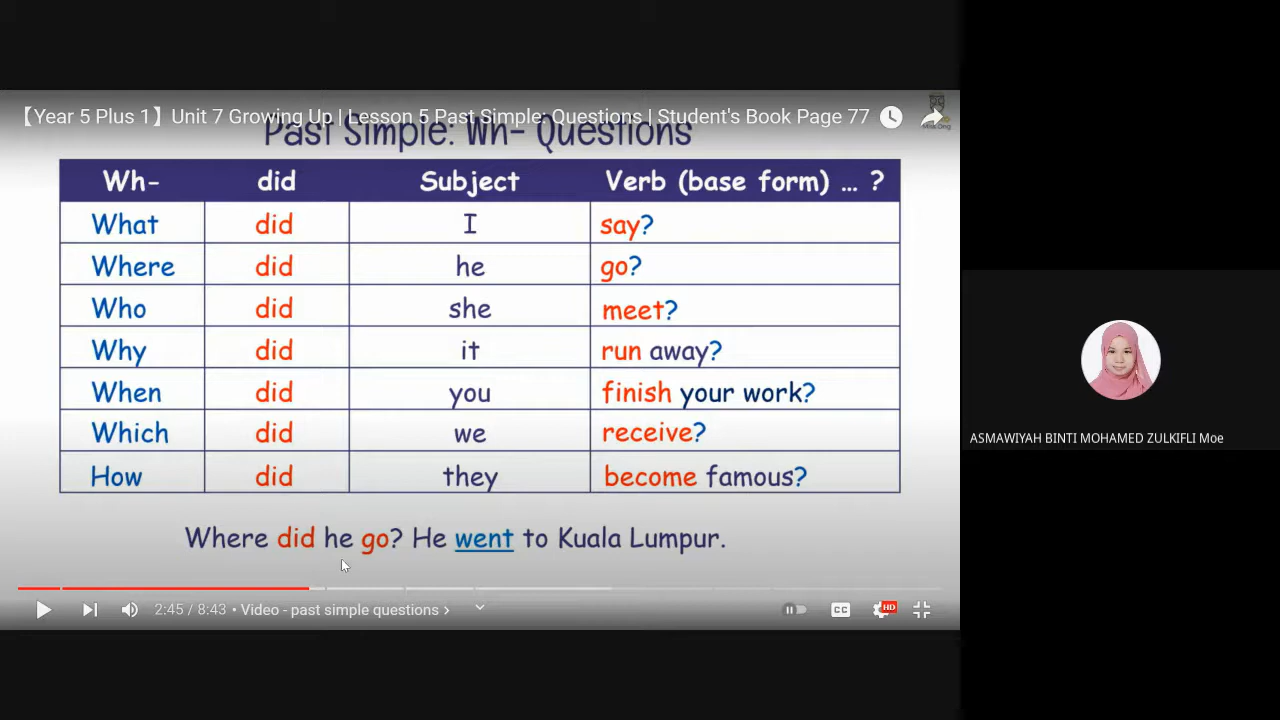 【Year 5 Plus 1】Unit 7 Growing Up | Lesson 5 Past Simple: Questions | Student's Book Page 77
Past Simple: Wh- Questions
Wh- did Subject Verb (base form) ... ?
What did I say?
Where did he go?
Who did she meet?
Why did it run away?
When did you finish your work?
Which did we receive?
How did they become famous?
Where did he go? He went to Kuala Lumpur.
2:45 / 8:43 • Video - past simple questions ›
CC
HD
ASMAWIYAH BINTI MOHAMED ZULKIFLI Moe